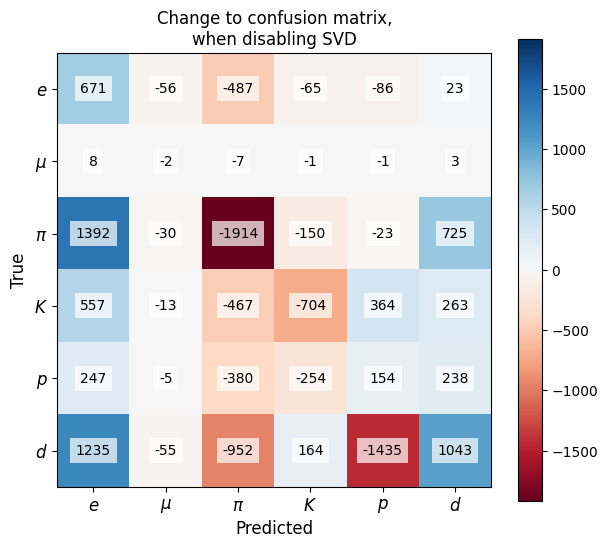 Change to confusion matrix,
when disabling SVD
e 671 -56 -487 -65 -86 23
μ 8 -2 -7 -1 -1 3
π 1392 -30 -1914 -150 -23 725
K 557 -13 -467 -704 364 263
p 247 -5 -380 -254 154 238
d 1235 -55 -952 164 -1435 1043
e μ π K p d
Predicted
True
1500
1000
500
0
−500
−1000
−1500